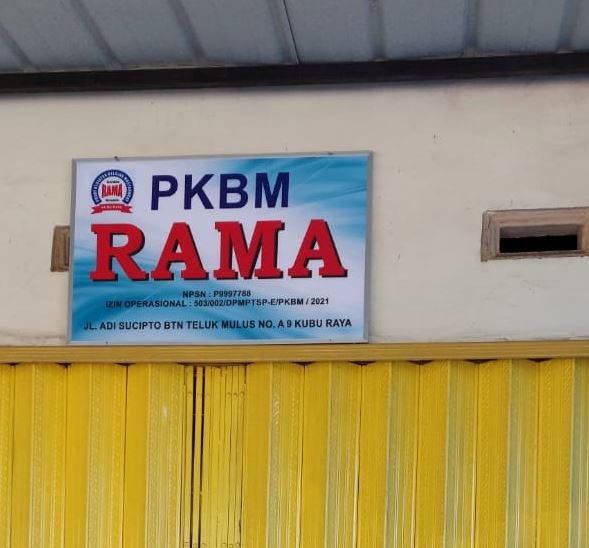 PKBM
RAMA
RAMA
NPSN : P9997788
IZIN OPERASIONAL : 503/002/DPMPTSP-E/PKBM / 2021
JL. ADI SUCIPTO BTN TELUK MULUS NO. A 9 KUBU RAYA